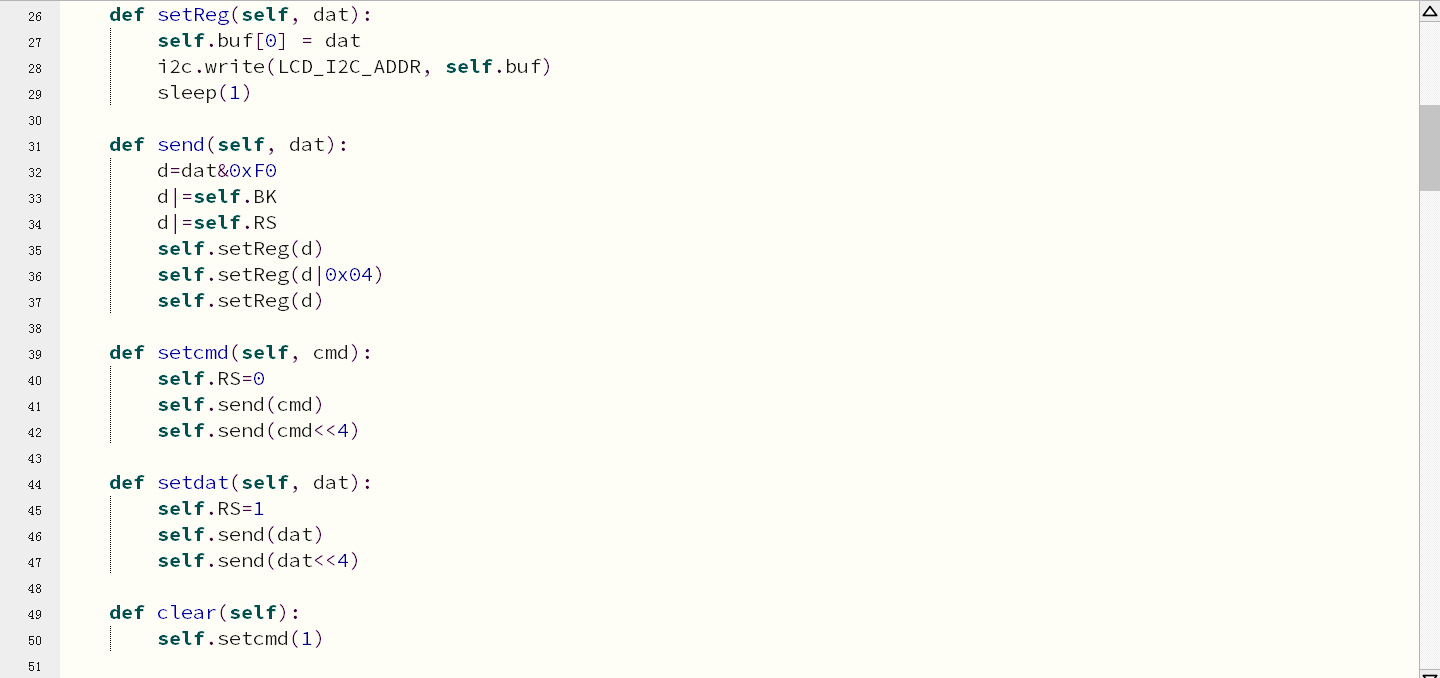 26 def setReg(self, dat):
27 self.buf[0] = dat
28 i2c.write(LCD_I2C_ADDR, self.buf)
29 sleep(1)
30
31 def send(self, dat):
32 d=dat&0xF0
33 d|=self.BK
34 d|=self.RS
35 self.setReg(d)
36 self.setReg(d|0x04)
37 self.setReg(d)
38
39 def setcmd(self, cmd):
40 self.RS=0
41 self.send(cmd)
42 self.send(cmd<<4)
43
44 def setdat(self, dat):
45 self.RS=1
46 self.send(dat)
47 self.send(dat<<4)
48
49 def clear(self):
50 self.setcmd(1)
51